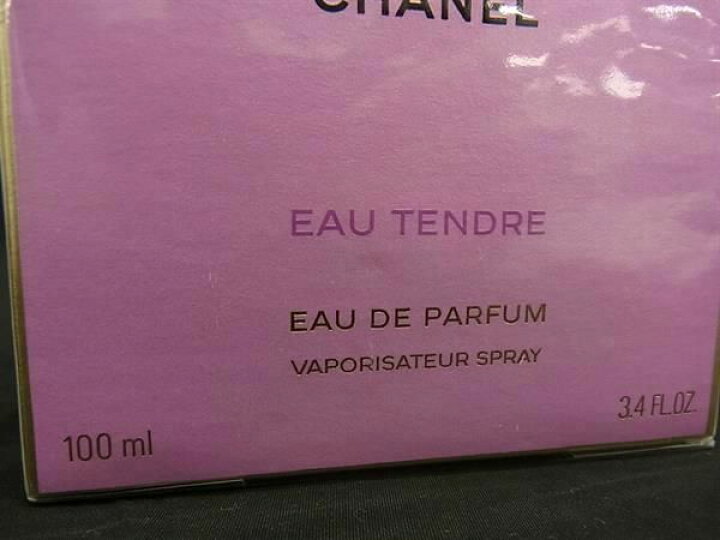 CHANEL
EAU TENDRE
EAU DE PARFUM
VAPORISATEUR SPRAY
100 ml
3.4 FL.OZ.